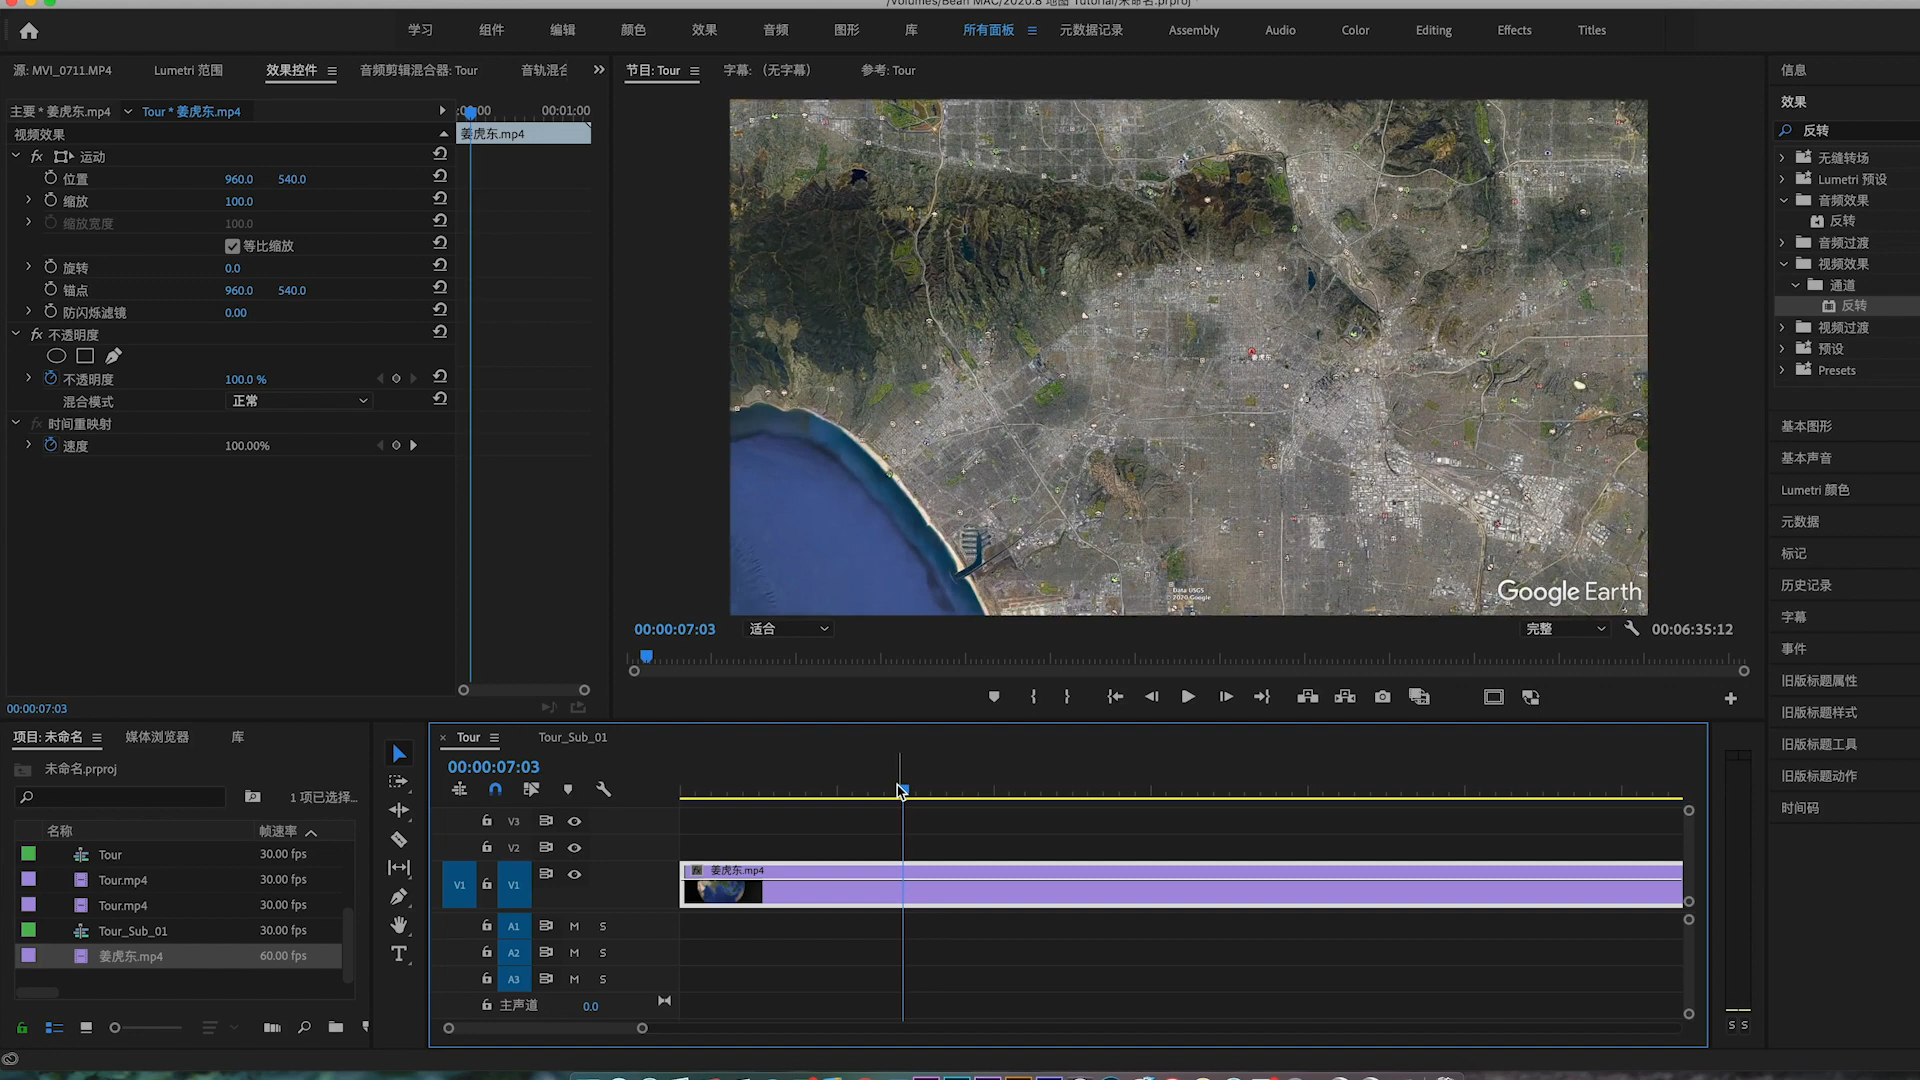 /Volumes/Bean MAC/2020.8 地图 Tutorial/未命名.prproj
学习 组件 编辑 颜色 效果 音频 图形 库 所有面板 元数据记录 Assembly Audio Color Editing Effects Titles
源: MVI_0711.MP4 Lumetri 范围 效果控件 音频剪辑混合器: Tour 音轨混合
主要 * 姜虎东.mp4 Tour * 姜虎东.mp4 00:00 00:01:00
视频效果 姜虎东.mp4
fx 运动
位置 960.0 540.0
缩放 100.0
缩放宽度 100.0
等比缩放
旋转 0.0
锚点 960.0 540.0
防闪烁滤镜 0.00
fx 不透明度
不透明度 100.0 %
混合模式 正常
fx 时间重映射
速度 100.00%
00:00:07:03
节目: Tour 字幕: (无字幕) 参考: Tour
姜虎东
Data USGS
© 2020 Google
Google Earth
00:00:07:03 适合 完整 00:06:35:12
信息
效果
反转
无缝转场
Lumetri 预设
音频效果
反转
音频过渡
视频效果
通道
反转
视频过渡
预设
Presets
基本图形
基本声音
Lumetri 颜色
元数据
标记
历史记录
字幕
事件
旧版标题属性
旧版标题样式
旧版标题工具
旧版标题动作
时间码
项目: 未命名 媒体浏览器 库
未命名.prproj
1 项已选择...
名称 帧速率
Tour 30.00 fps
Tour.mp4 30.00 fps
Tour.mp4 30.00 fps
Tour_Sub_01 30.00 fps
姜虎东.mp4 60.00 fps
T
× Tour Tour_Sub_01
00:00:07:03
V3
V2
V1 V1 fx 姜虎东.mp4
A1 M S
A2 M S
A3 M S
主声道 0.0
S S